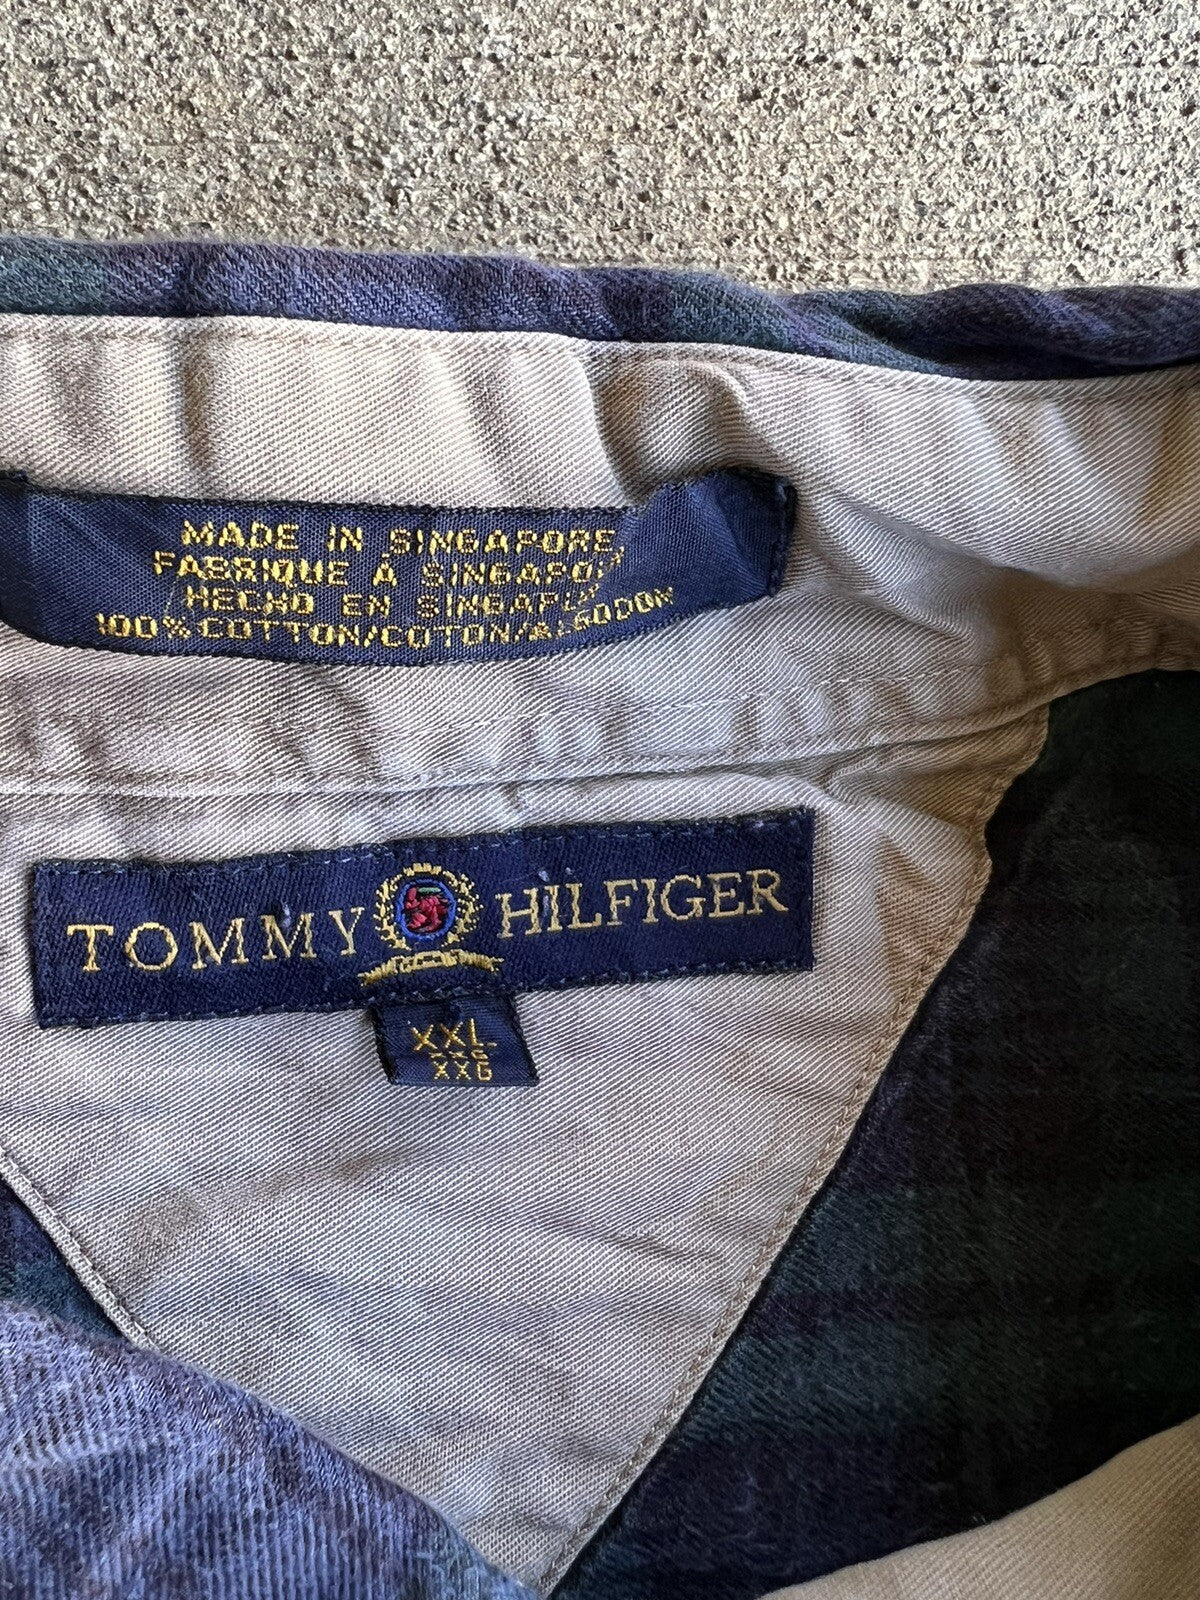 MADE IN SINGAPORE
FABRIQUE A SINGAPOUR
HECHO EN SINGAPUR
100% COTTON/COTON/ALGODON
TOMMY HILFIGER
XXL
XXG